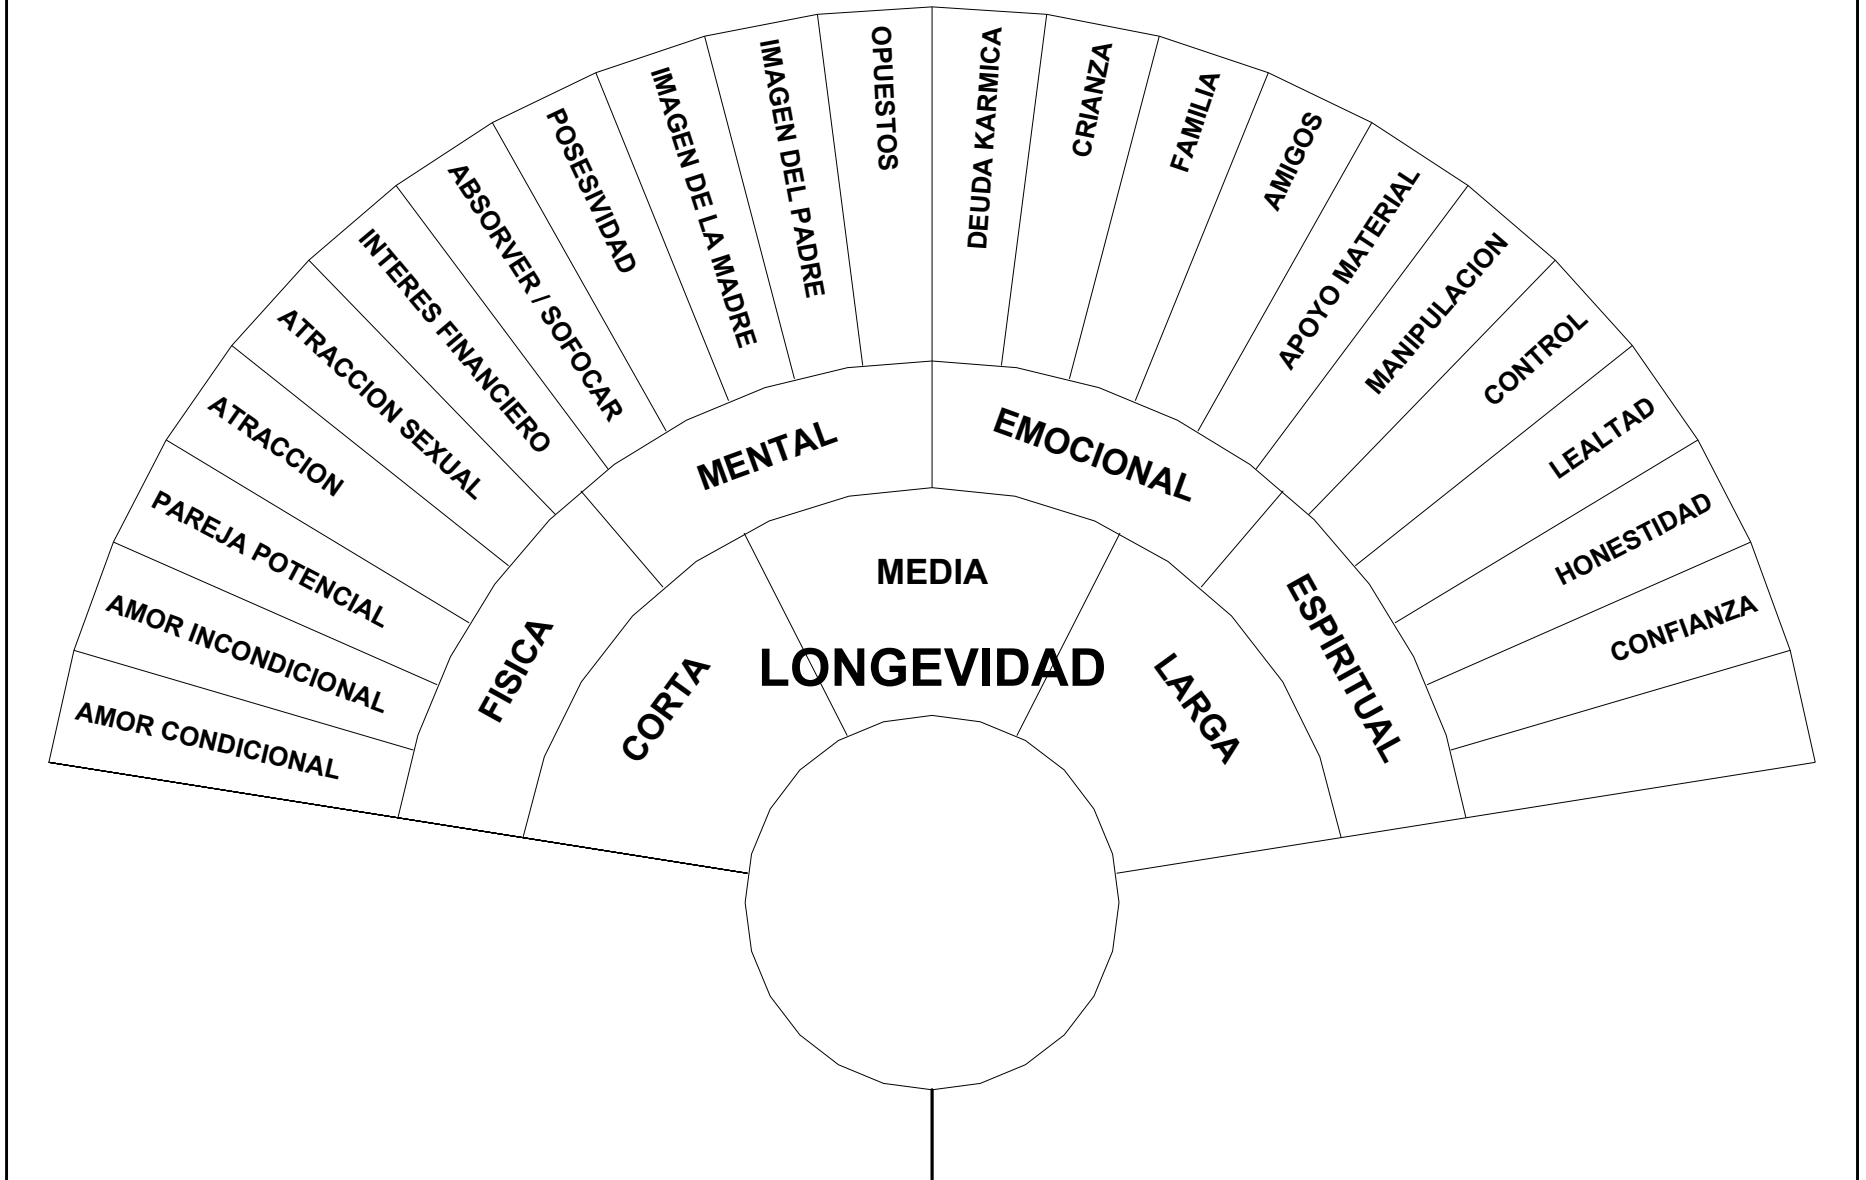 AMOR CONDICIONAL
AMOR INCONDICIONAL
PAREJA POTENCIAL
ATRACCION
ATRACCION SEXUAL
INTERES FINANCIERO
ABSORVER / SOFOCAR
POSESIVIDAD
IMAGEN DE LA MADRE
IMAGEN DEL PADRE
OPUESTOS
DEUDA KARMICA
CRIANZA
FAMILIA
AMIGOS
APOYO MATERIAL
MANIPULACION
CONTROL
LEALTAD
HONESTIDAD
CONFIANZA
FISICA
MENTAL
EMOCIONAL
ESPIRITUAL
CORTA
MEDIA
LARGA
LONGEVIDAD